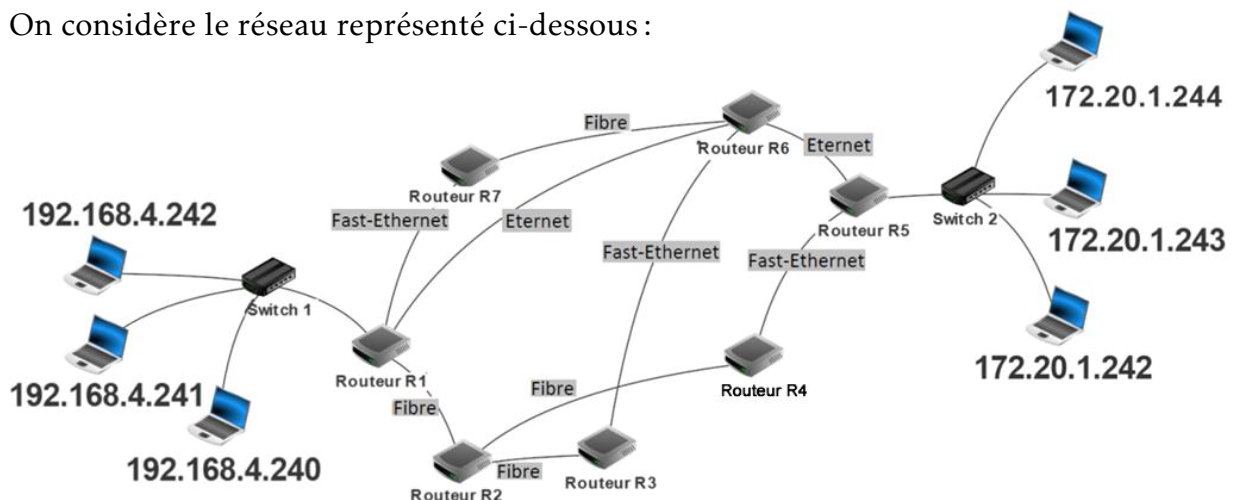 On considère le réseau représenté ci-dessous :
172.20.1.244
Fibre
Routeur R6
Eternet
Routeur R7
192.168.4.242
Fast-Ethernet
Eternet
Switch 2
Routeur R5
172.20.1.243
Fast-Ethernet
Fast-Ethernet
Switch 1
172.20.1.242
Routeur R1
192.168.4.241
Fibre
Routeur R4
Fibre
192.168.4.240
Fibre
Routeur R3
Routeur R2